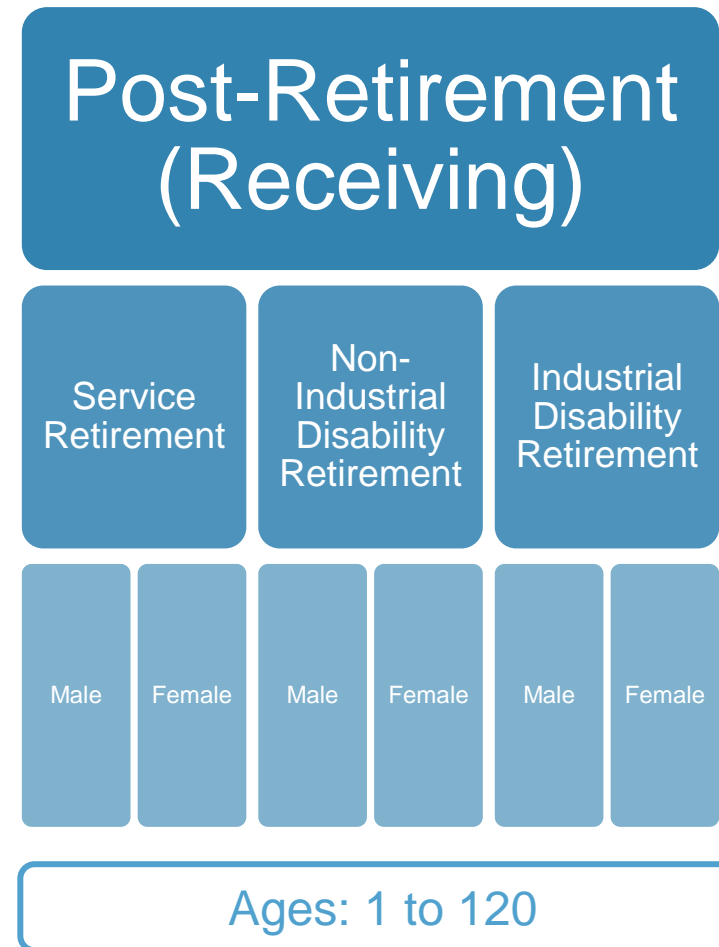 Post-Retirement
(Receiving)
Service
Retirement
Non-
Industrial
Disability
Retirement
Industrial
Disability
Retirement
Male
Female
Male
Female
Male
Female
Ages: 1 to 120